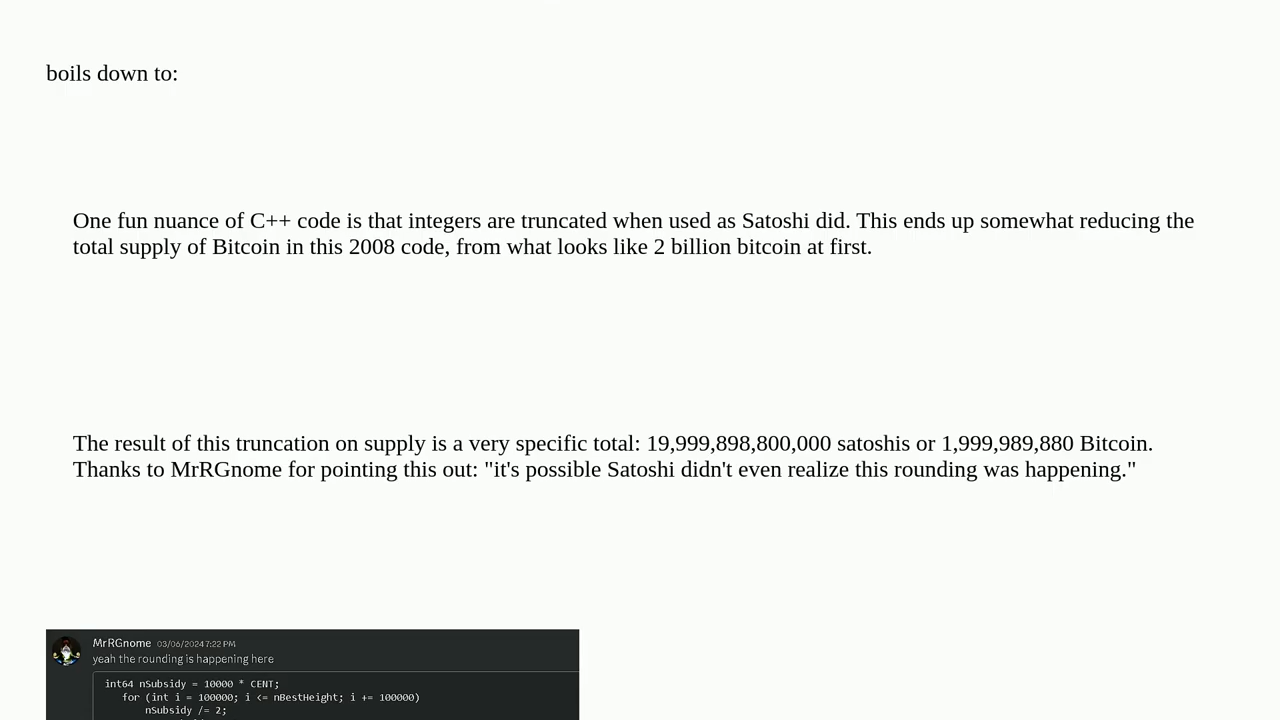 boils down to:
One fun nuance of C++ code is that integers are truncated when used as Satoshi did. This ends up somewhat reducing the
total supply of Bitcoin in this 2008 code, from what looks like 2 billion bitcoin at first.
The result of this truncation on supply is a very specific total: 19,999,898,800,000 satoshis or 1,999,989,880 Bitcoin.
Thanks to MrRGnome for pointing this out: "it's possible Satoshi didn't even realize this rounding was happening."
MrRGnome 03/06/2024 7:22 PM
yeah the rounding is happening here
int64 nSubsidy = 10000 * CENT;
for (int i = 100000; i <= nBestHeight; i += 100000)
nSubsidy /= 2;